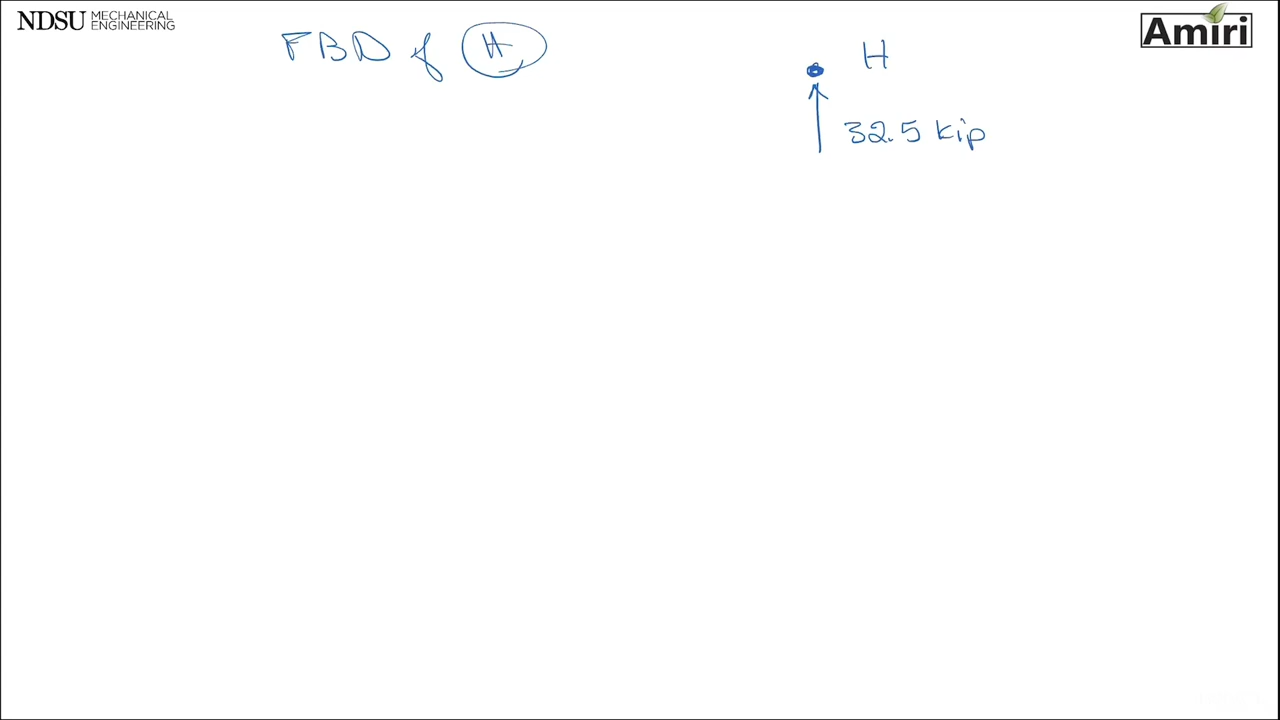 NDSU MECHANICAL ENGINEERING
Amiri
FBD of H
H
32.5 kip